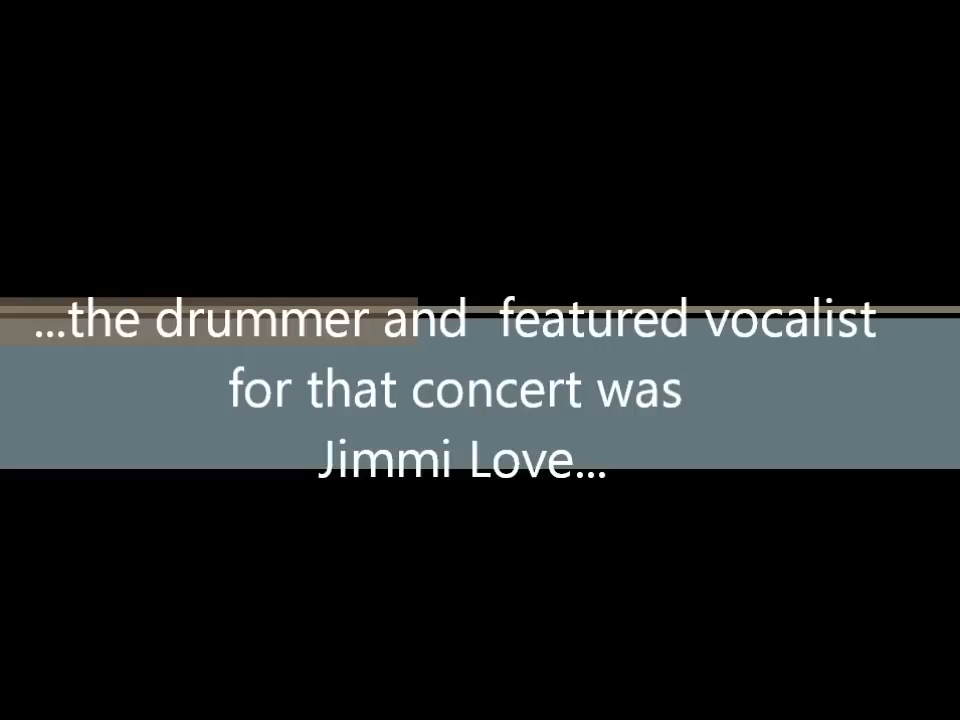 ...the drummer and  featured vocalist
for that concert was
Jimmi Love...